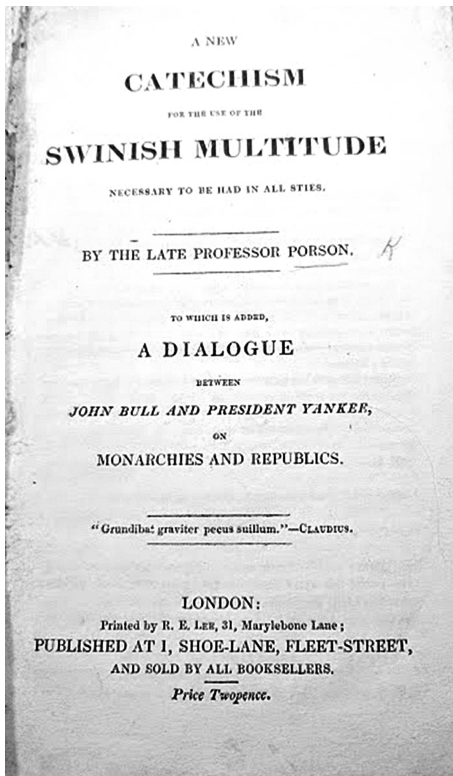 A NEW
CATECHISM
FOR THE USE OF THE
SWINISH MULTITUDE
NECESSARY TO BE HAD IN ALL STIES.
BY THE LATE PROFESSOR PORSON.
TO WHICH IS ADDED,
A DIALOGUE
BETWEEN
JOHN BULL AND PRESIDENT YANKEE,
ON
MONARCHIES AND REPUBLICS.
"Grundibat graviter pecus suillum."—CLAUDIUS.
LONDON:
Printed by R. E. LEE, 31, Marylebone Lane;
PUBLISHED AT 1, SHOE-LANE, FLEET-STREET,
AND SOLD BY ALL BOOKSELLERS.
Price Twopence.